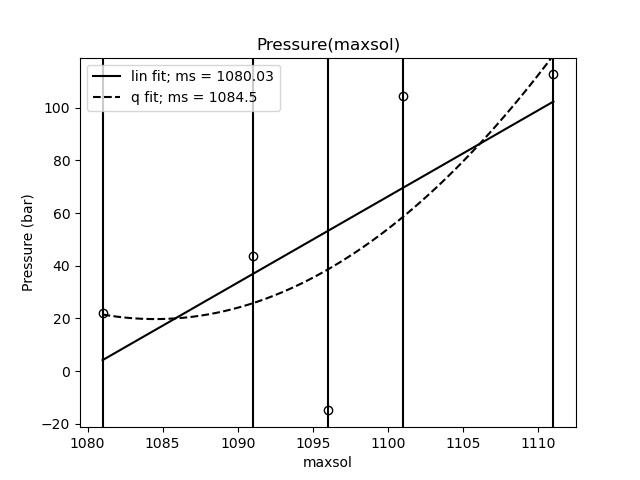 Pressure(maxsol)
lin fit; ms = 1080.03
q fit; ms = 1084.5
Pressure (bar)
100
80
60
40
20
0
−20
1080 1085 1090 1095 1100 1105 1110
maxsol